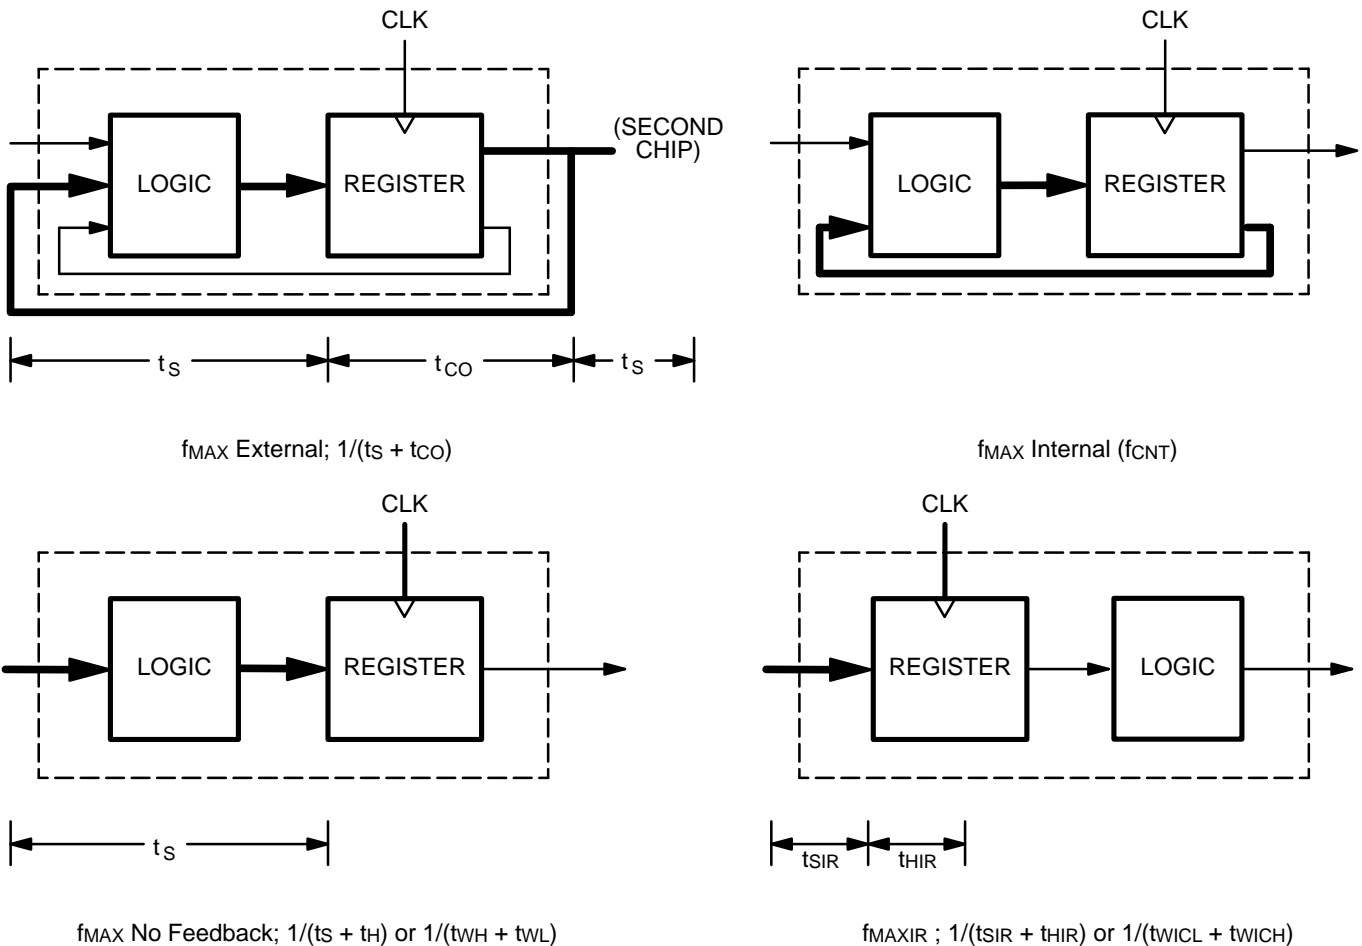 CLK
LOGIC
REGISTER
(SECOND
CHIP)
tS
tCO
tS
fMAX External; 1/(tS + tCO)
CLK
LOGIC
REGISTER
fMAX Internal (fCNT)
CLK
LOGIC
REGISTER
tS
fMAX No Feedback; 1/(tS + tH) or 1/(tWH + tWL)
CLK
REGISTER
LOGIC
tSIR
tHIR
fMAXIR ; 1/(tSIR + tHIR) or 1/(tWICL + tWICH)